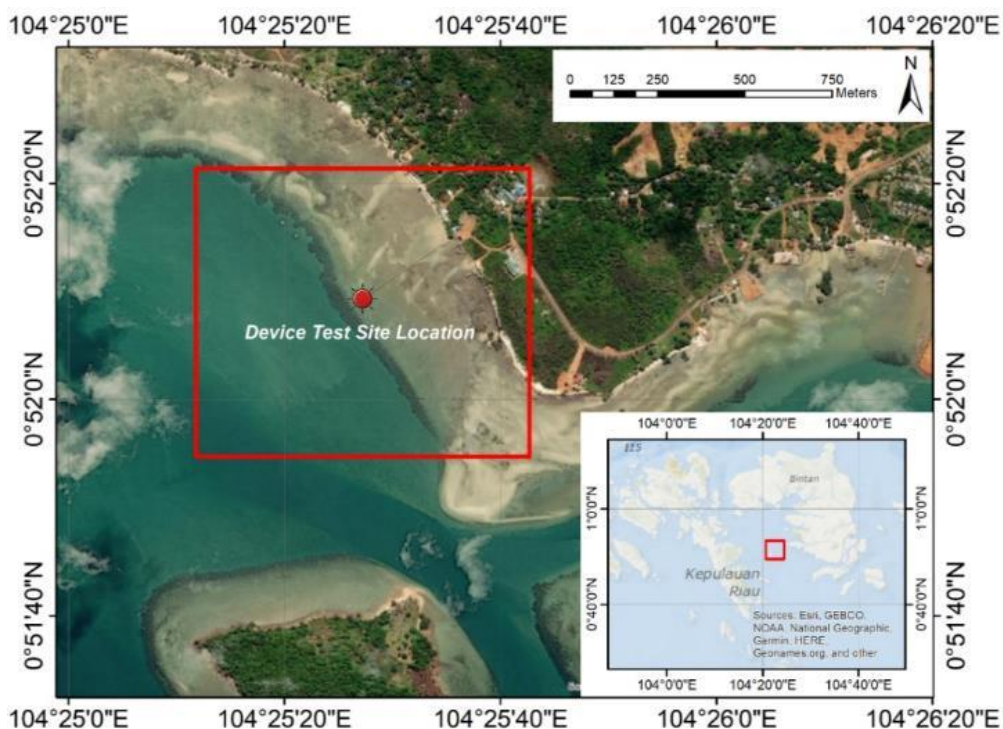 104°25'0"E 104°25'20"E 104°25'40"E 104°26'0"E 104°26'20"E
N
0 125 250 500 750
Meters
0°52'20"N 0°52'20"N
Device Test Site Location
0°52'0"N 0°52'0"N
104°0'0"E 104°20'0"E 104°40'0"E
Bintan
1°0'0"N 1°0'0"N
Kepulauan
Riau
0°40'0"N 0°40'0"N
Sources: Esri, GEBCO,
NOAA, National Geographic,
Garmin, HERE,
Geonames.org, and other
104°0'0"E 104°20'0"E 104°40'0"E
0°51'40"N 0°51'40"N
104°25'0"E 104°25'20"E 104°25'40"E 104°26'0"E 104°26'20"E